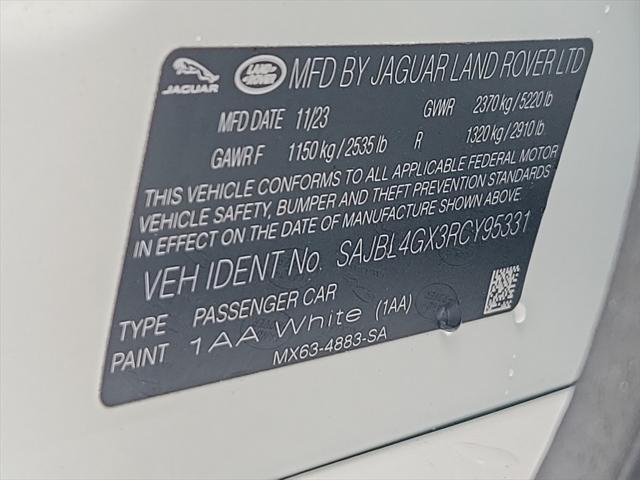 JAGUAR LAND ROVER MFD BY JAGUAR LAND ROVER LTD
MFD DATE 11/23 GVWR 2370 kg / 5220 lb
GAWR F 1150 kg / 2535 lb R 1320 kg / 2910 lb
THIS VEHICLE CONFORMS TO ALL APPLICABLE FEDERAL MOTOR
VEHICLE SAFETY, BUMPER AND THEFT PREVENTION STANDARDS
IN EFFECT ON THE DATE OF MANUFACTURE SHOWN ABOVE
VEH IDENT No. SAJBL4GX3RCY95331
TYPE PASSENGER CAR
PAINT 1AA White (1AA)
MX63-4883-SA